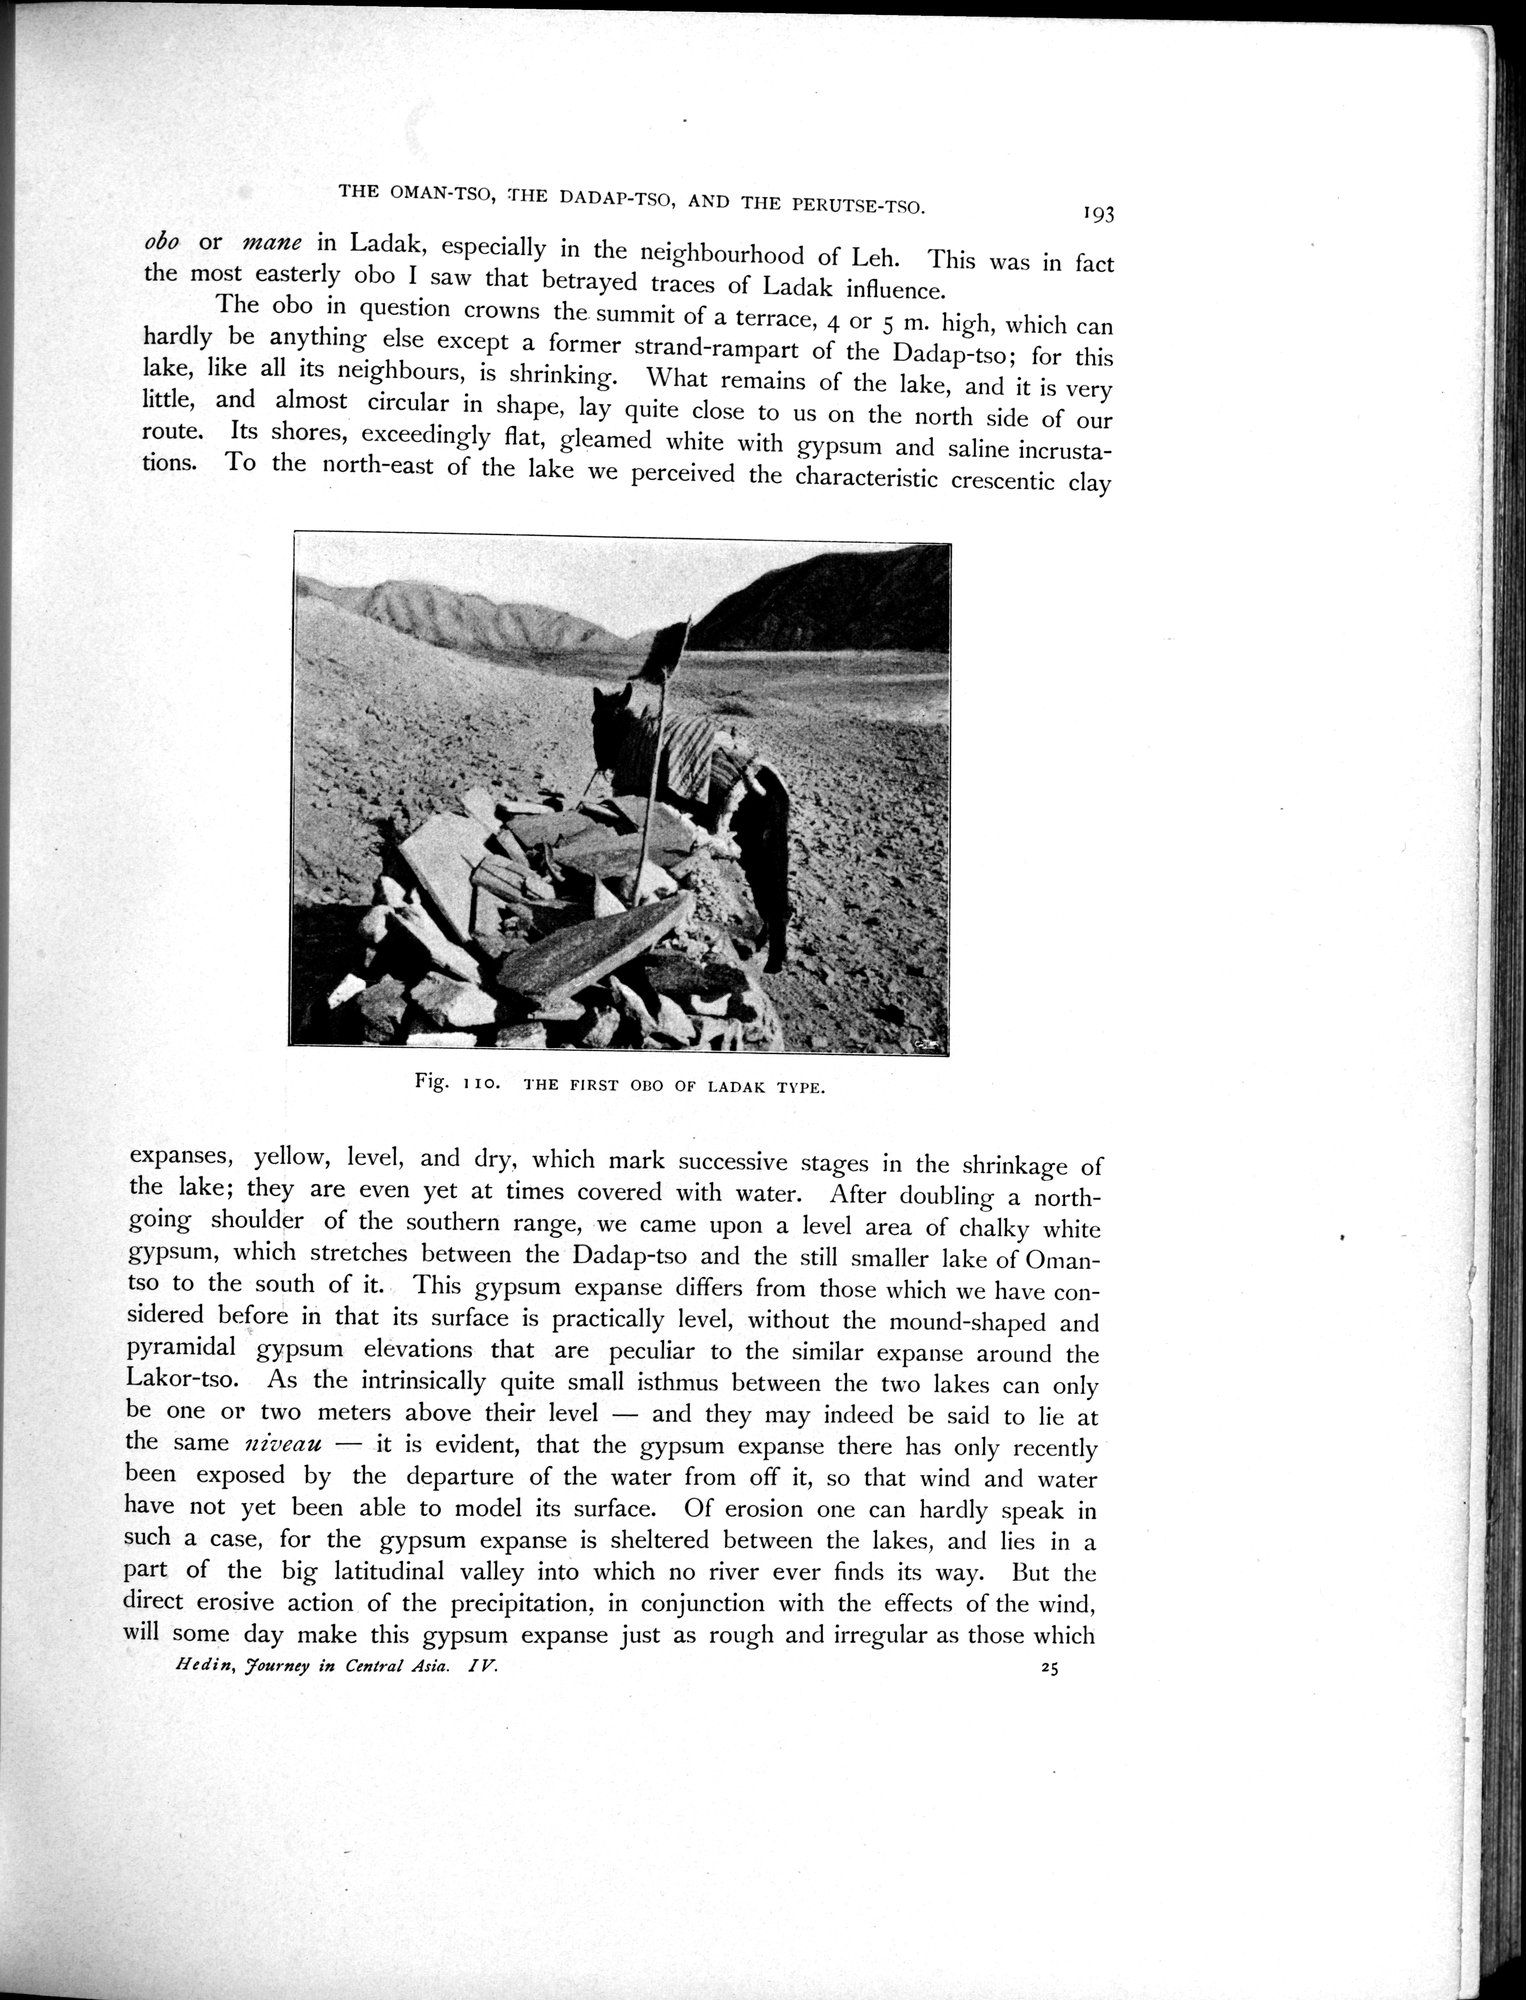 THE OMAN-TSO, THE DADAP-TSO, AND THE PERUTSE-TSO.
193
obo or mane in Ladak, especially in the neighbourhood of Leh. This was in fact
the most easterly obo I saw that betrayed traces of Ladak influence.
The obo in question crowns the summit of a terrace, 4 or 5 m. high, which can
hardly be anything else except a former strand-rampart of the Dadap-tso; for this
lake, like all its neighbours, is shrinking. What remains of the lake, and it is very
little, and almost circular in shape, lay quite close to us on the north side of our
route. Its shores, exceedingly flat, gleamed white with gypsum and saline incrusta-
tions. To the north-east of the lake we perceived the characteristic crescentic clay
Fig. 110. THE FIRST OBO OF LADAK TYPE.
expanses, yellow, level, and dry, which mark successive stages in the shrinkage of
the lake; they are even yet at times covered with water. After doubling a north-
going shoulder of the southern range, we came upon a level area of chalky white
gypsum, which stretches between the Dadap-tso and the still smaller lake of Oman-
tso to the south of it. This gypsum expanse differs from those which we have con-
sidered before in that its surface is practically level, without the mound-shaped and
pyramidal gypsum elevations that are peculiar to the similar expanse around the
Lakor-tso. As the intrinsically quite small isthmus between the two lakes can only
be one or two meters above their level — and they may indeed be said to lie at
the same niveau — it is evident, that the gypsum expanse there has only recently
been exposed by the departure of the water from off it, so that wind and water
have not yet been able to model its surface. Of erosion one can hardly speak in
such a case, for the gypsum expanse is sheltered between the lakes, and lies in a
part of the big latitudinal valley into which no river ever finds its way. But the
direct erosive action of the precipitation, in conjunction with the effects of the wind,
will some day make this gypsum expanse just as rough and irregular as those which
Hedin, Journey in Central Asia. IV.
25